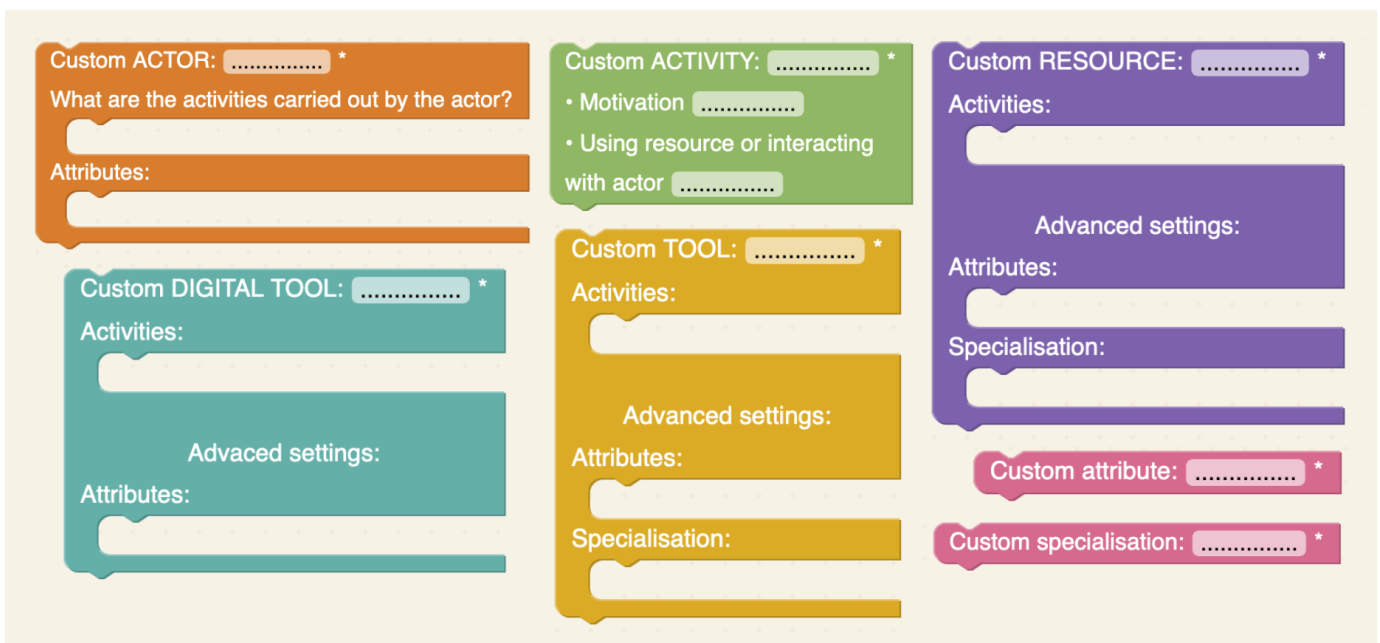 Custom ACTOR: ............... *
What are the activities carried out by the actor?
Attributes:
Custom DIGITAL TOOL: ............... *
Activities:
Advaced settings:
Attributes:
Custom ACTIVITY: ............... *
• Motivation ...............
• Using resource or interacting
with actor ...............
Custom TOOL: ............... *
Activities:
Advanced settings:
Attributes:
Specialisation:
Custom RESOURCE: ............... *
Activities:
Advanced settings:
Attributes:
Specialisation:
Custom attribute: ............... *
Custom specialisation: ............... *